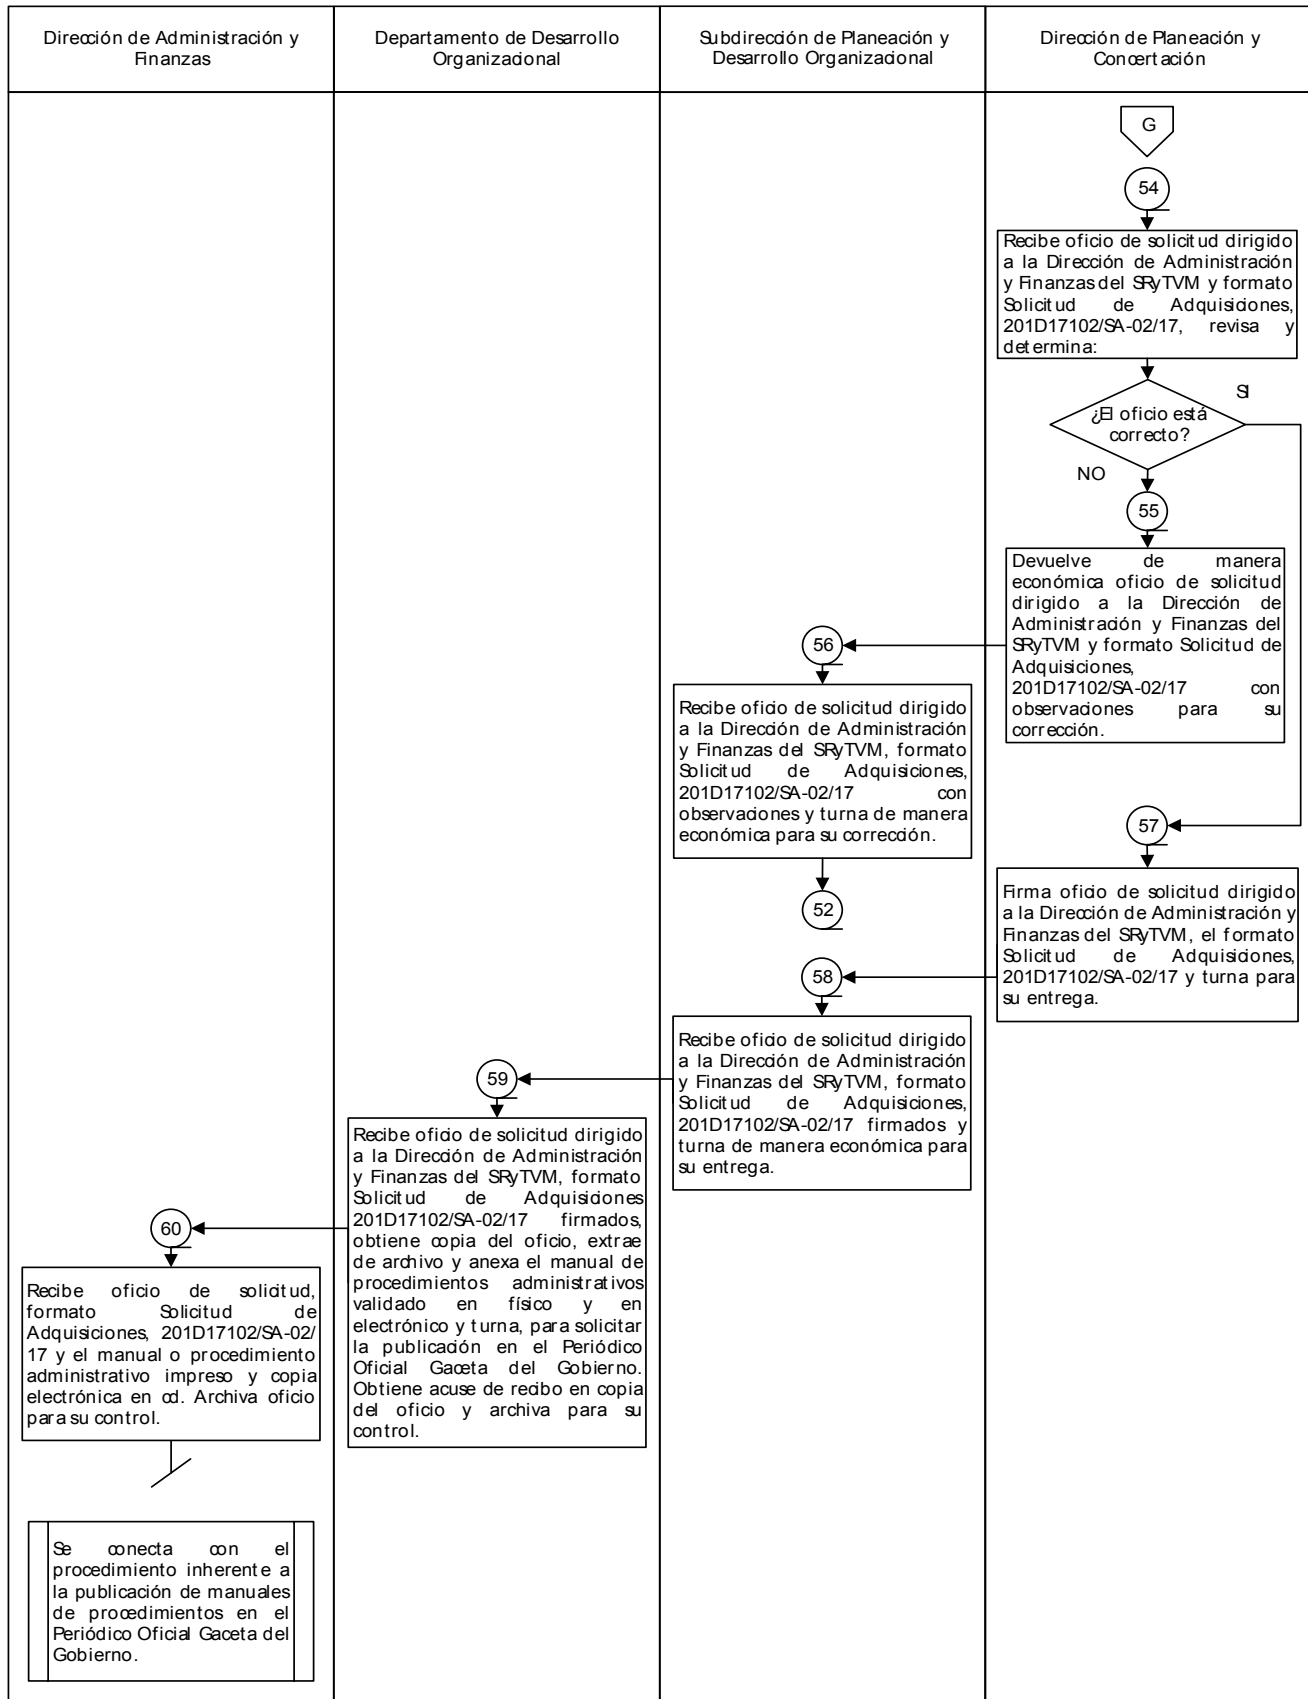 Dirección de Administración y
Finanzas
Departamento de Desarrollo
Organizacional
Subdirección de Planeación y
Desarrollo Organizacional
Dirección de Planeación y
Concertación
G
54
Recibe oficio de solicitud dirigido
a la Dirección de Administración
y Finanzas del SRyTVM y formato
Solicitud de Adquisiciones,
201D17102/SA-02/17, revisa y
determina:
¿El oficio está
correcto?
SI
NO
55
Devuelve de manera
económica oficio de solicitud
dirigido a la Dirección de
Administración y Finanzas del
SRyTVM y formato Solicitud de
Adquisiciones,
201D17102/SA-02/17 con
observaciones para su
corrección.
56
Recibe oficio de solicitud dirigido
a la Dirección de Administración
y Finanzas del SRyTVM, formato
Solicitud de Adquisiciones,
201D17102/SA-02/17 con
observaciones y turna de manera
económica para su corrección.
52
57
Firma oficio de solicitud dirigido
a la Dirección de Administración y
Finanzas del SRyTVM, el formato
Solicitud de Adquisiciones,
201D17102/SA-02/17 y turna para
su entrega.
58
Recibe oficio de solicitud dirigido
a la Dirección de Administración
y Finanzas del SRyTVM, formato
Solicitud de Adquisiciones,
201D17102/SA-02/17 firmados y
turna de manera económica para
su entrega.
59
Recibe oficio de solicitud dirigido
a la Dirección de Administración
y Finanzas del SRyTVM, formato
Solicitud de Adquisiciones
201D17102/SA-02/17 firmados,
obtiene copia del oficio, extrae
de archivo y anexa el manual de
procedimientos administrativos
validado en físico y en
electrónico y turna, para solicitar
la publicación en el Periódico
Oficial Gaceta del Gobierno.
Obtiene acuse de recibo en copia
del oficio y archiva para su
control.
60
Recibe oficio de solicitud,
formato Solicitud de
Adquisiciones, 201D17102/SA-02/
17 y el manual o procedimiento
administrativo impreso y copia
electrónica en cd. Archiva oficio
para su control.
Se conecta con el
procedimiento inherente a
la publicación de manuales
de procedimientos en el
Periódico Oficial Gaceta del
Gobierno.